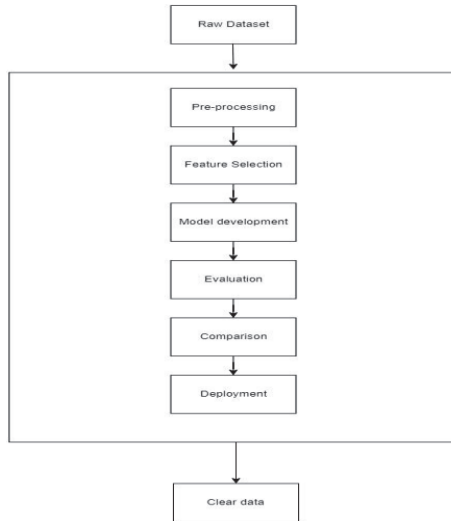 Raw Dataset
Pre-processing
Feature Selection
Model development
Evaluation
Comparison
Deployment
Clear data